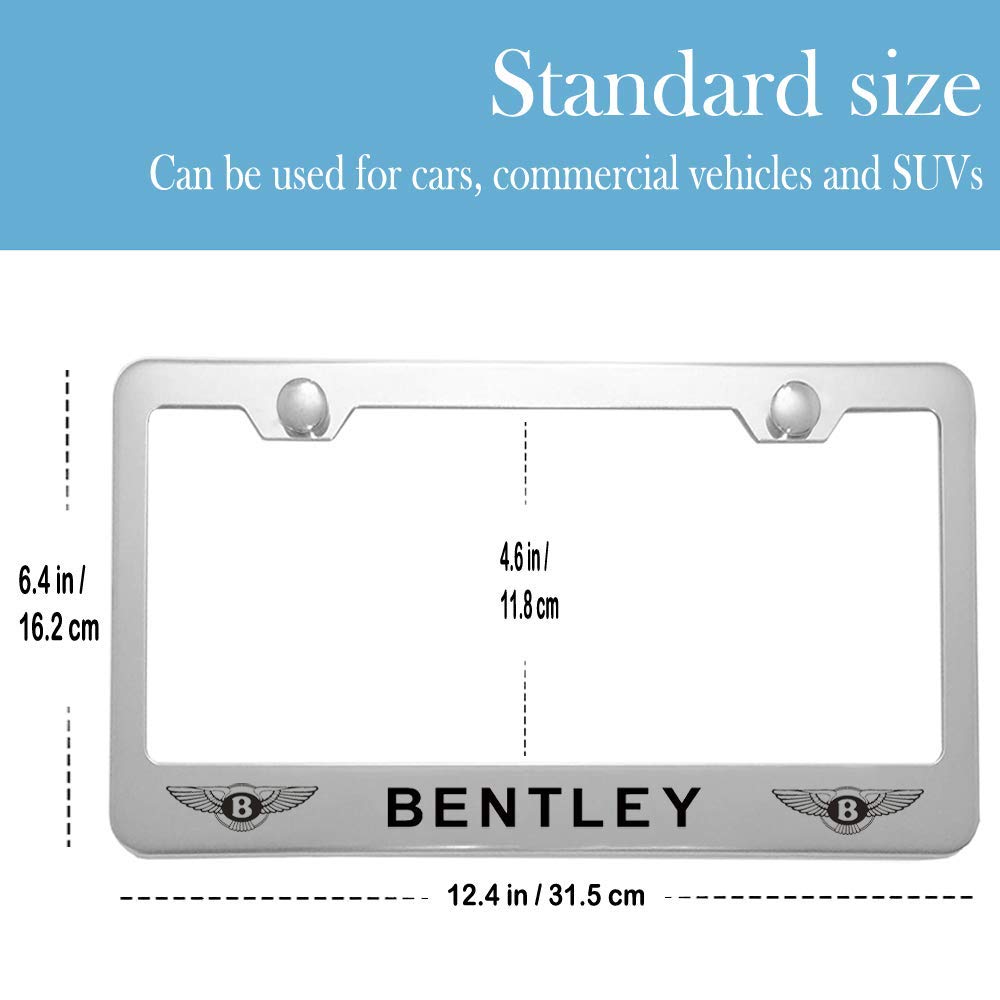 Standard size
Can be used for cars, commercial vehicles and SUVs
6.4 in /
16.2 cm
4.6 in /
11.8 cm
B BENTLEY B
12.4 in / 31.5 cm